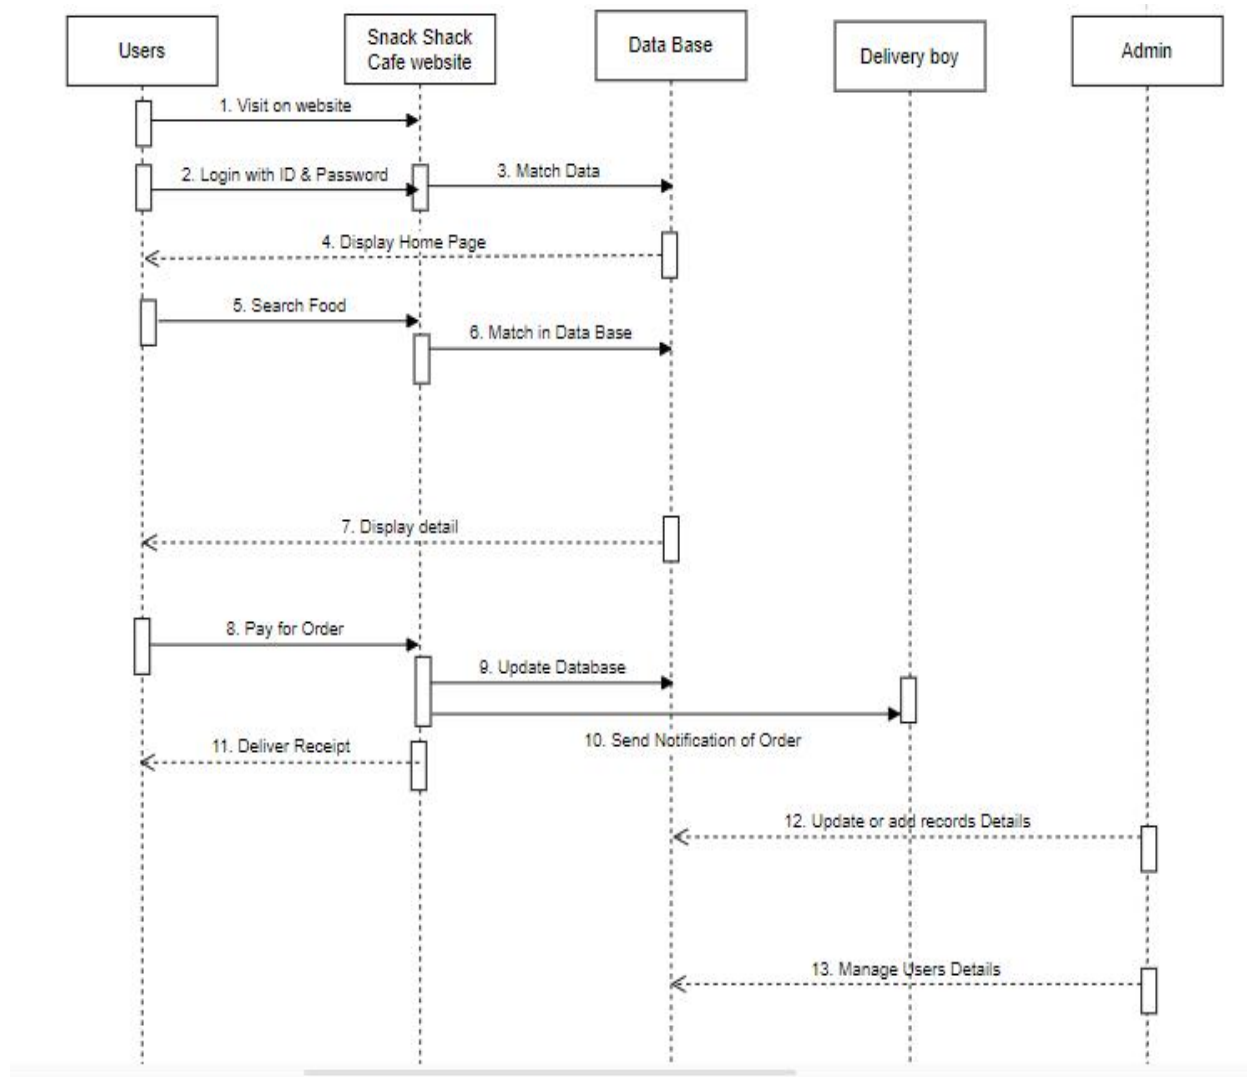 Users
Snack Shack
Cafe website
Data Base
Delivery boy
Admin
1. Visit on website
2. Login with ID & Password
3. Match Data
4. Display Home Page
5. Search Food
6. Match in Data Base
7. Display detail
8. Pay for Order
9. Update Database
10. Send Notification of Order
11. Deliver Receipt
12. Update or add records Details
13. Manage Users Details